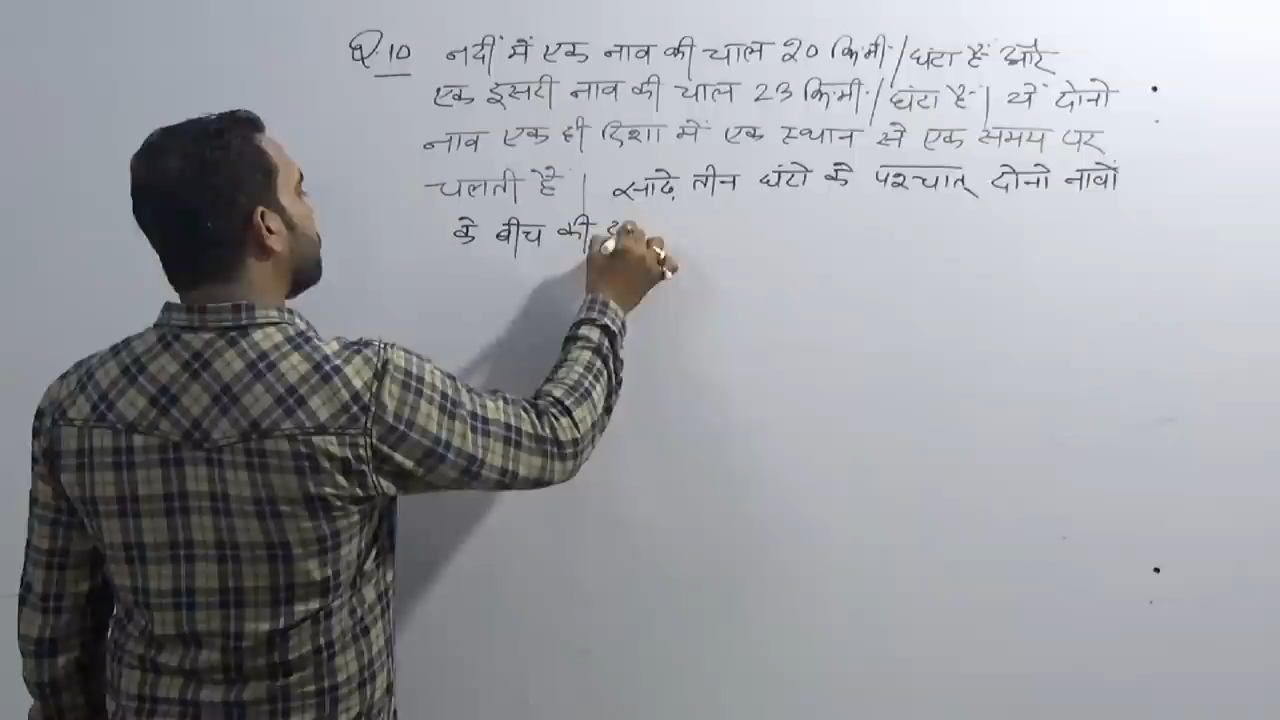 Q.10 नदी में एक नाव की चाल 20 कि.मी./घंटा है और
एक दुसरी नाव की चाल 23 कि.मी./घंटा है। ये दोनो
नाव एक ही दिशा में एक स्थान से एक समय पर
चलती है। साढ़े तीन घंटो के पश्चात् दोनो नावों
के बीच की